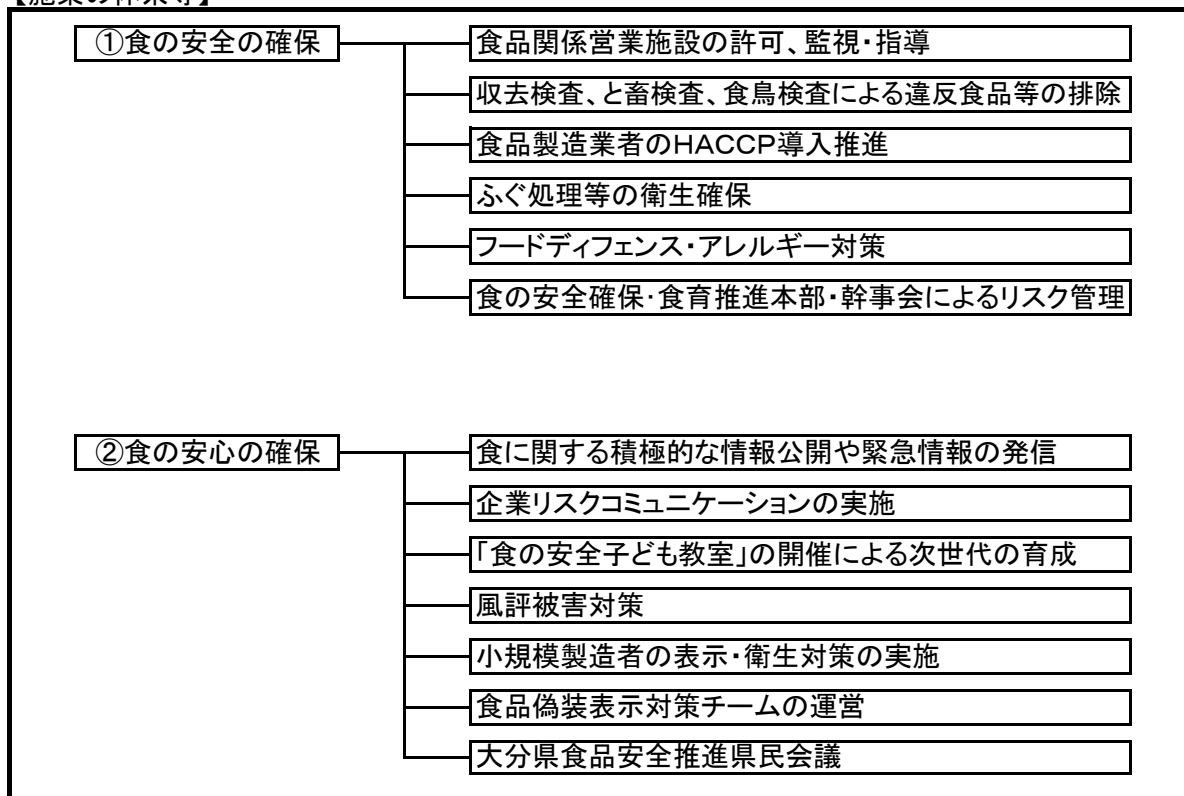 ①食の安全の確保
食品関係営業施設の許可、監視・指導
収去検査、と畜検査、食鳥検査による違反食品等の排除
食品製造業者のHACCP導入推進
ふぐ処理等の衛生確保
フードディフェンス・アレルギー対策
食の安全確保・食育推進本部・幹事会によるリスク管理
②食の安心の確保
食に関する積極的な情報公開や緊急情報の発信
企業リスクコミュニケーションの実施
「食の安全子ども教室」の開催による次世代の育成
風評被害対策
小規模製造者の表示・衛生対策の実施
食品偽装表示対策チームの運営
大分県食品安全推進県民会議